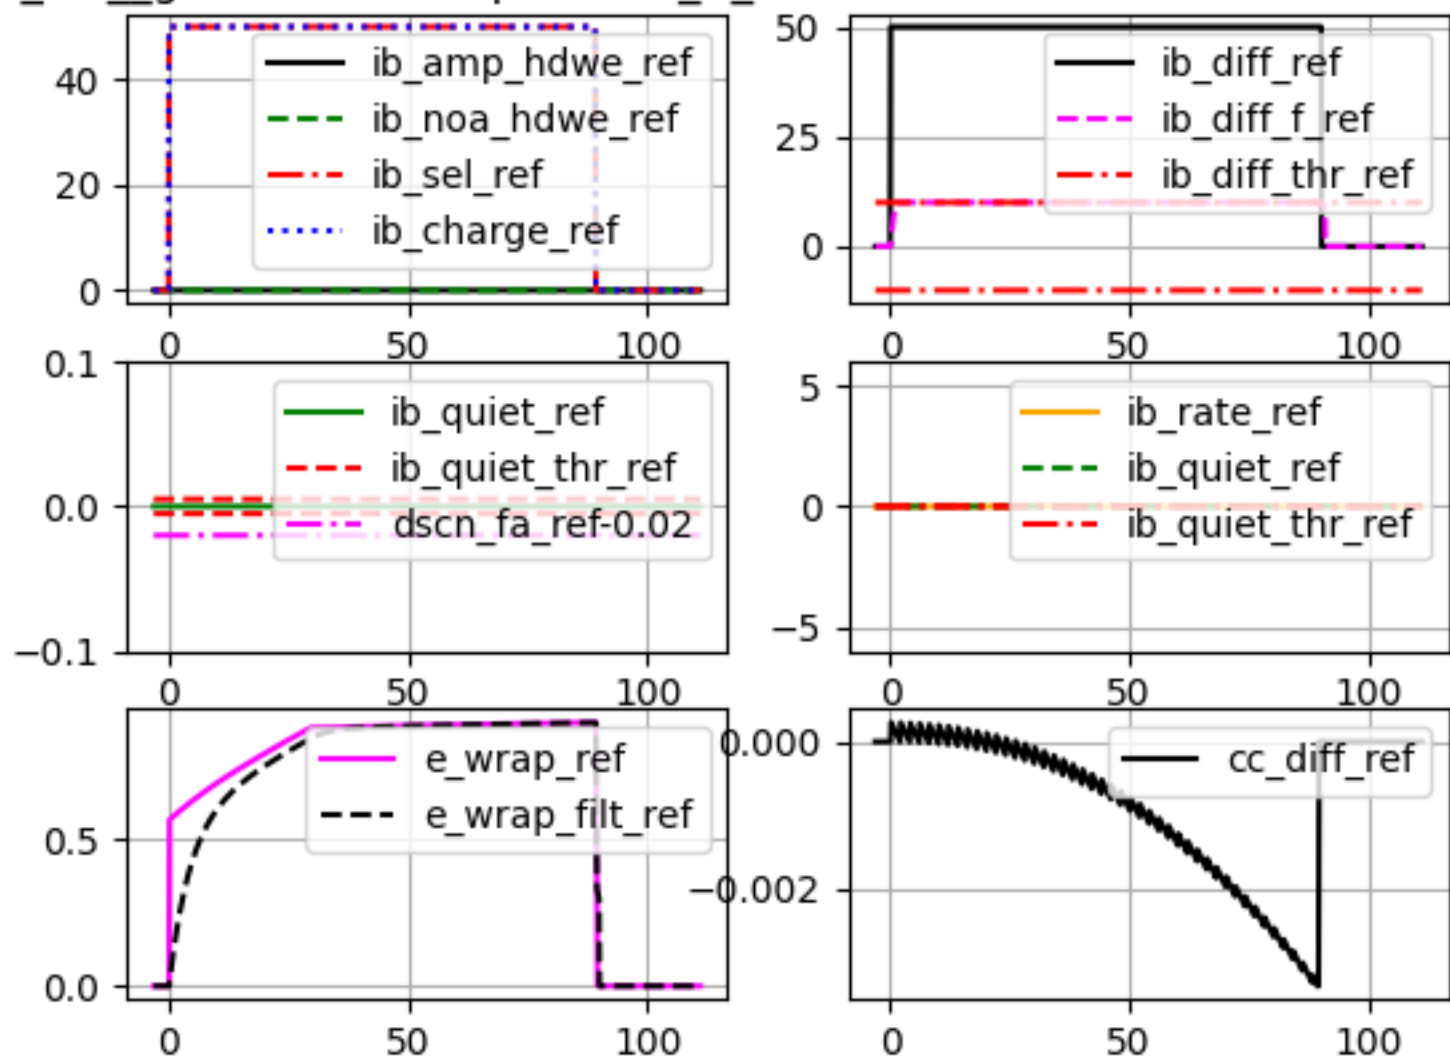 40
20
0
ib_amp_hdwe_ref
ib_noa_hdwe_ref
ib_sel_ref
ib_charge_ref
0 50 100
50
25
0
ib_diff_ref
ib_diff_f_ref
ib_diff_thr_ref
0 50 100
0.1
0.0
−0.1
ib_quiet_ref
ib_quiet_thr_ref
dscn_fa_ref-0.02
0 50 100
5
0
−5
ib_rate_ref
ib_quiet_ref
ib_quiet_thr_ref
0 50 100
0.5
0.0
e_wrap_ref
e_wrap_filt_ref
0 50 100
0.000
−0.002
cc_diff_ref
0 50 100